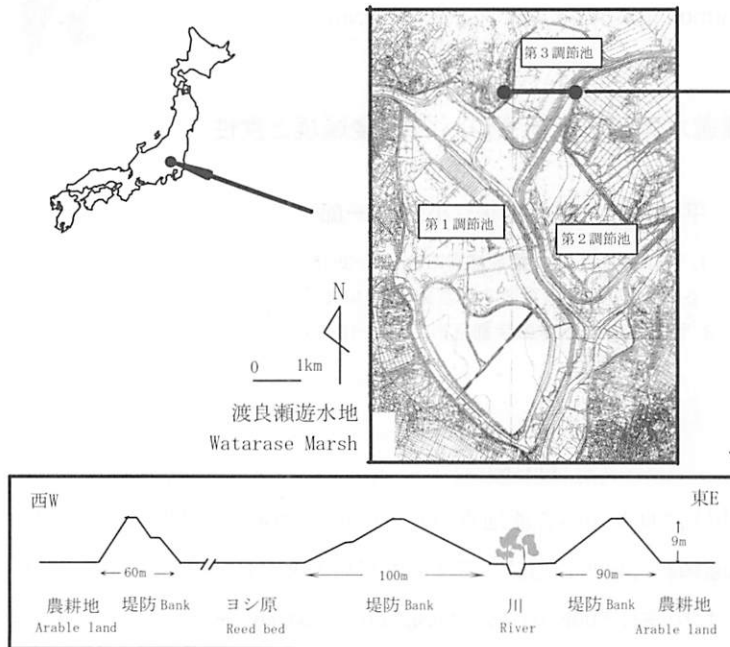 第3調節池
第1調節池
第2調節池
N
0 1km
渡良瀬遊水地
Watarase Marsh
西W
東E
9m
60m
100m
90m
農耕地
堤防 Bank
ヨシ原
堤防 Bank
川
堤防 Bank
農耕地
Arable land
Reed bed
River
Arable land